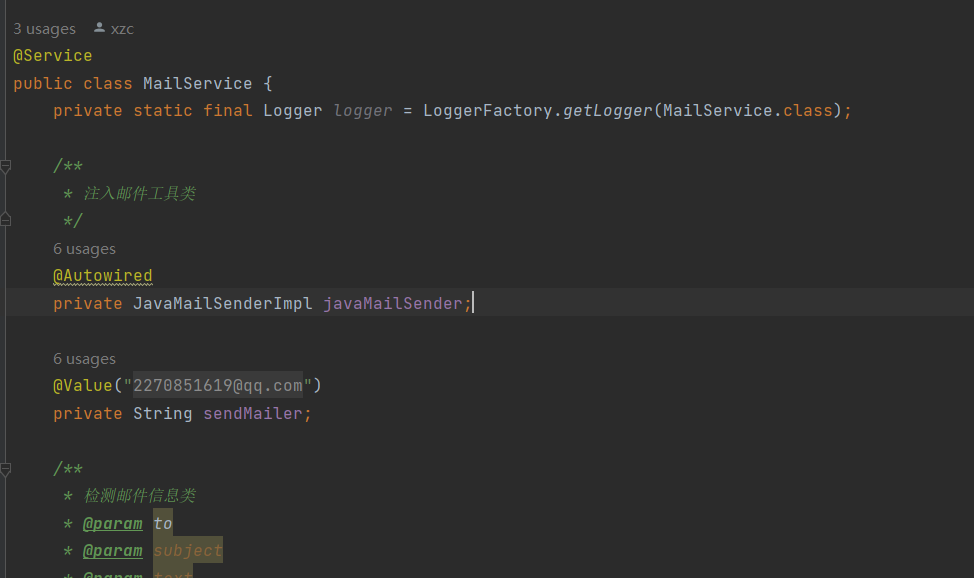 3 usages xzc
@Service
public class MailService {
private static final Logger logger = LoggerFactory.getLogger(MailService.class);
/**
* 注入邮件工具类
*/
6 usages
@Autowired
private JavaMailSenderImpl javaMailSender;
6 usages
@Value("2270851619@qq.com")
private String sendMailer;
/**
* 检测邮件信息类
* @param to
* @param subject
* @param text